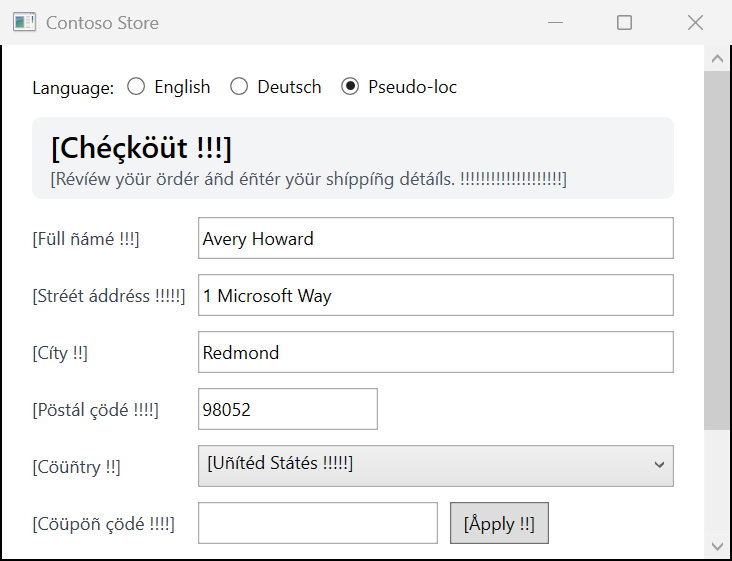 Contoso Store
Language: English Deutsch Pseudo-loc
[Chéçköüt !!!]
[Révíéw yöür ördér áñd éñtér yöür shíppíñg détáíls. !!!!!!!!!!!!!!!!!!!!]
[Füll ñámé !!!] Avery Howard
[Stréét áddréss !!!!!] 1 Microsoft Way
[Cíty !!] Redmond
[Pöstál çödé !!!!] 98052
[Cöüñtry !!] [Uñítéd Státés !!!!!]
[Cöüpöñ çödé !!!!] [Åpply !!]